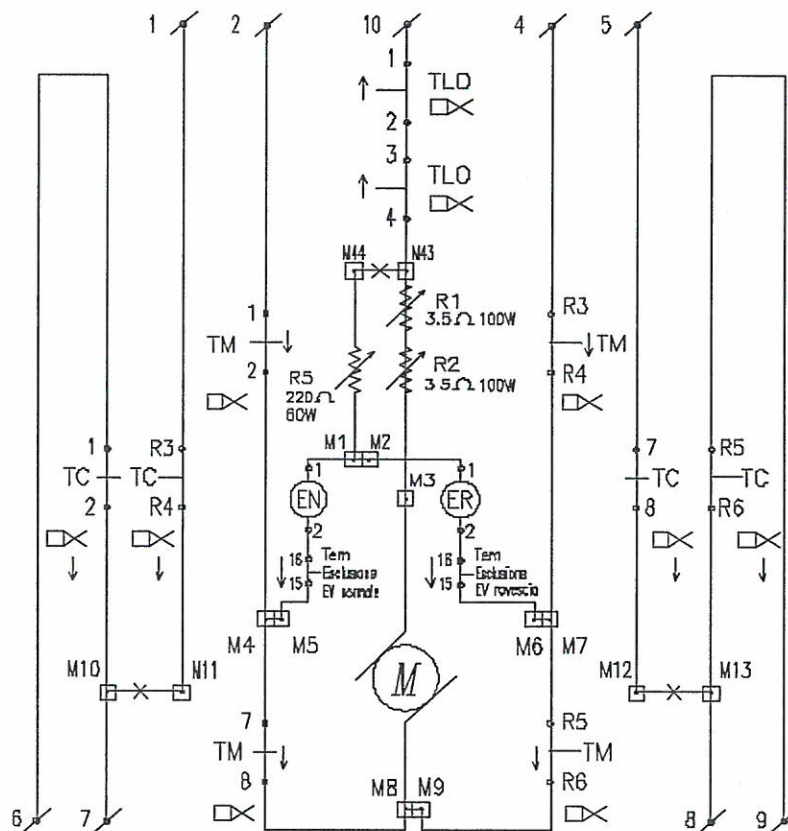 1 2 10 4 5
1
TLO
2
3
TLO
4
M44 M43
R1
3.5Ω 100W
1 R3
TM TM
2 R4
R5
220Ω
60W
R2
3.5Ω 100W
M1 M2
1 R3 7 R5
TC TC TC TC
2 R4 8 R6
1 M3 1
EN ER
2 2
16 Tem
Esclusione
15 EV normale
16 Tem
Esclusione
15 EV rovescia
M4 M5 M6 M7
M10 M11 M12 M13
M
7 R5
TM TM
8 R6
M8 M9
6 7 8 9